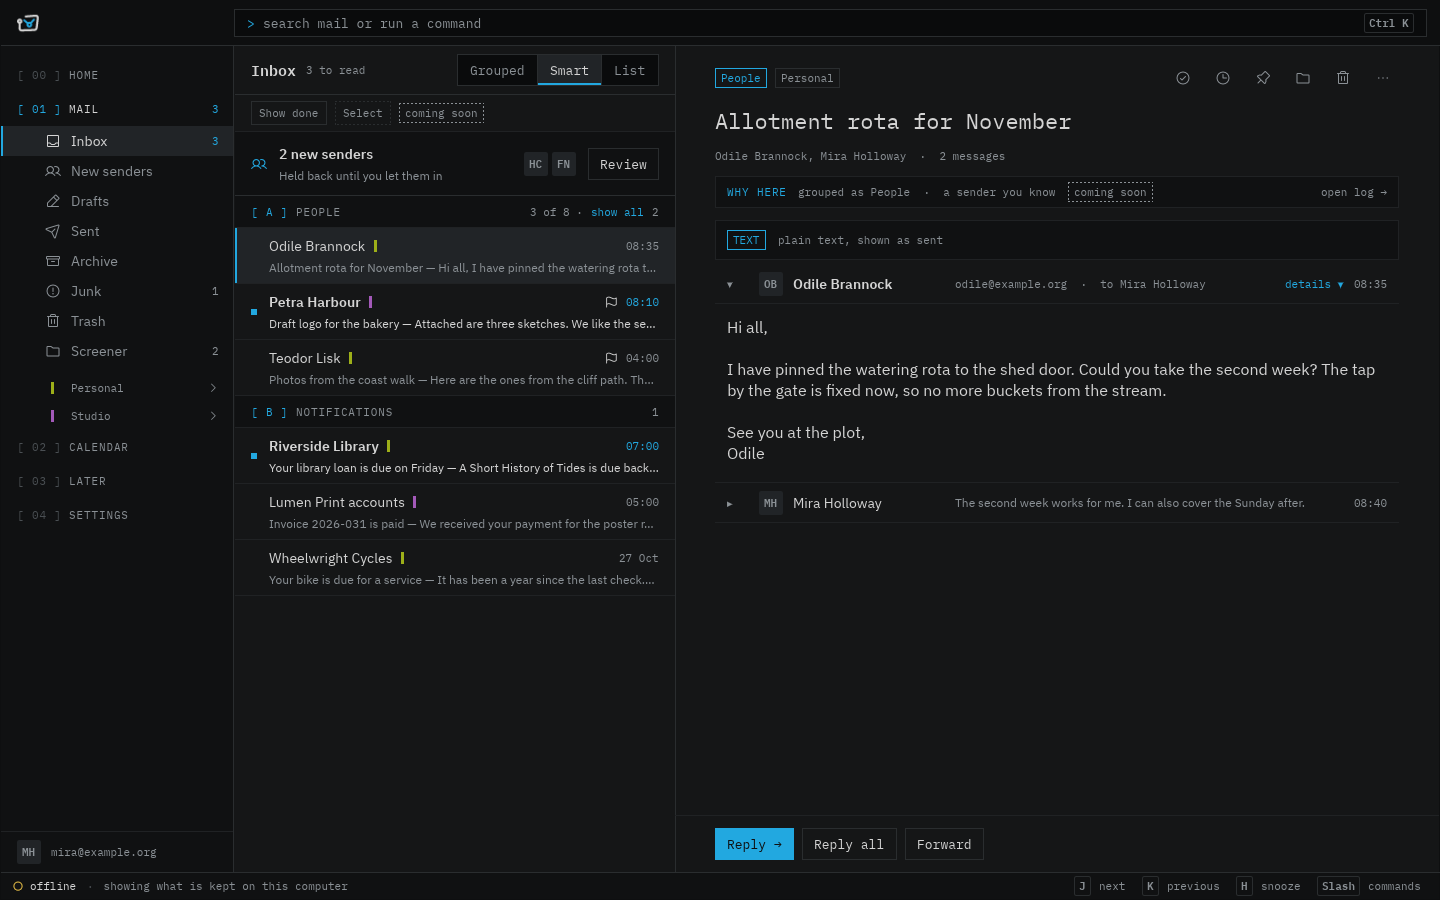 > search mail or run a command
Ctrl K
[ 00 ] HOME
[ 01 ] MAIL 3
Inbox 3
New senders
Drafts
Sent
Archive
Junk 1
Trash
Screener 2
Personal
Studio
[ 02 ] CALENDAR
[ 03 ] LATER
[ 04 ] SETTINGS
MH mira@example.org
Inbox 3 to read
Grouped Smart List
Show done Select coming soon
2 new senders
Held back until you let them in
HC FN Review
[ A ] PEOPLE 3 of 8 · show all 2
Odile Brannock 08:35
Allotment rota for November — Hi all, I have pinned the watering rota t...
Petra Harbour 08:10
Draft logo for the bakery — Attached are three sketches. We like the se...
Teodor Lisk 04:00
Photos from the coast walk — Here are the ones from the cliff path. Th...
[ B ] NOTIFICATIONS 1
Riverside Library 07:00
Your library loan is due on Friday — A Short History of Tides is due back...
Lumen Print accounts 05:00
Invoice 2026-031 is paid — We received your payment for the poster r...
Wheelwright Cycles 27 Oct
Your bike is due for a service — It has been a year since the last check....
People Personal
Allotment rota for November
Odile Brannock, Mira Holloway · 2 messages
WHY HERE grouped as People · a sender you know coming soon open log →
TEXT plain text, shown as sent
▾ OB Odile Brannock odile@example.org · to Mira Holloway details ▾ 08:35
Hi all,
I have pinned the watering rota to the shed door. Could you take the second week? The tap
by the gate is fixed now, so no more buckets from the stream.
See you at the plot,
Odile
▸ MH Mira Holloway The second week works for me. I can also cover the Sunday after. 08:40
Reply → Reply all Forward
offline · showing what is kept on this computer
J next K previous H snooze Slash commands